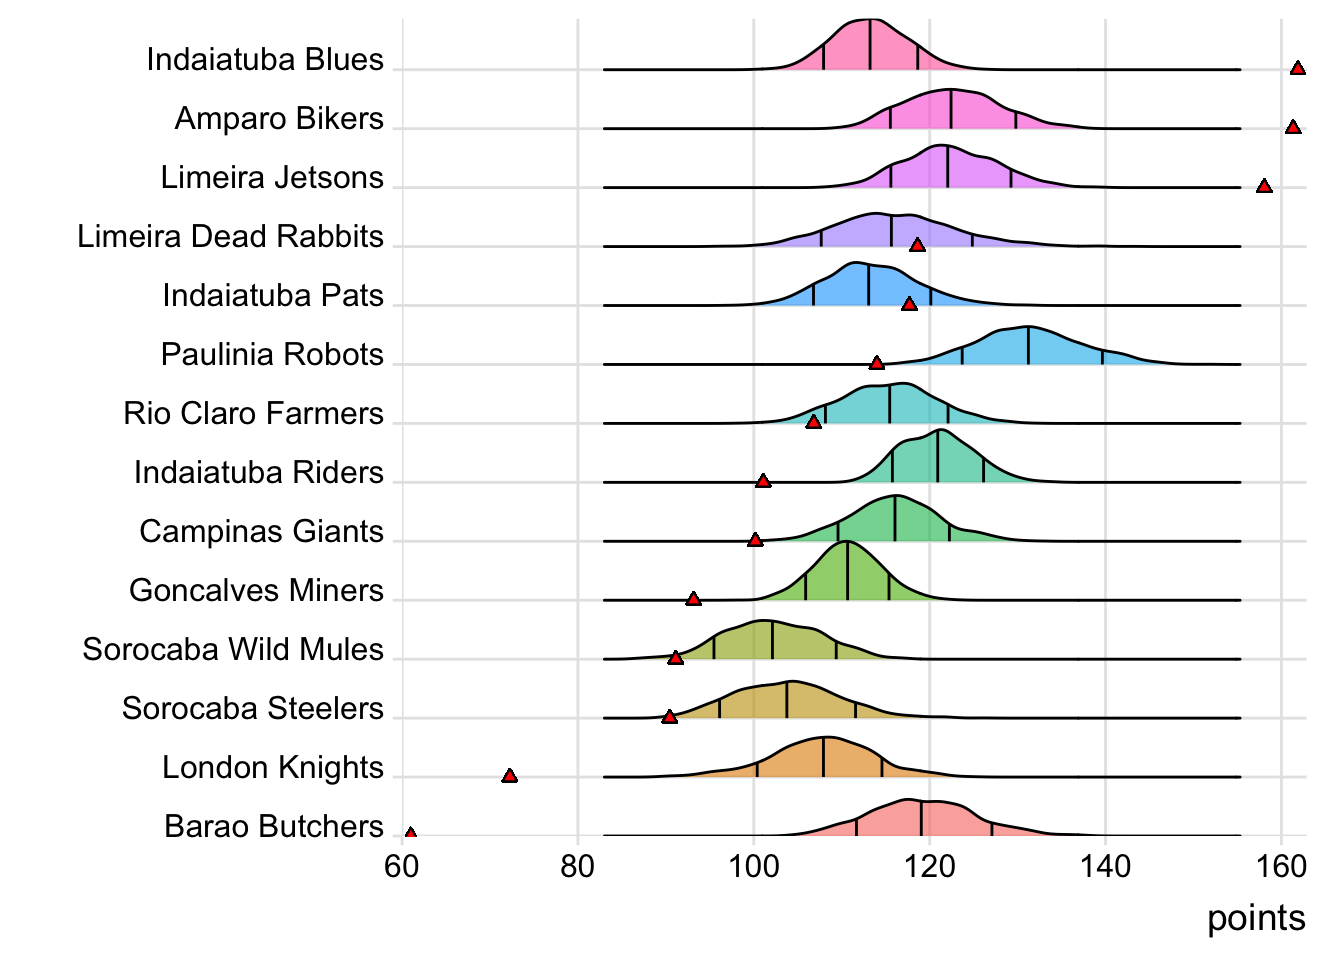 Indaiatuba Blues
Amparo Bikers
Limeira Jetsons
Limeira Dead Rabbits
Indaiatuba Pats
Paulinia Robots
Rio Claro Farmers
Indaiatuba Riders
Campinas Giants
Goncalves Miners
Sorocaba Wild Mules
Sorocaba Steelers
London Knights
Barao Butchers
60 80 100 120 140 160
points